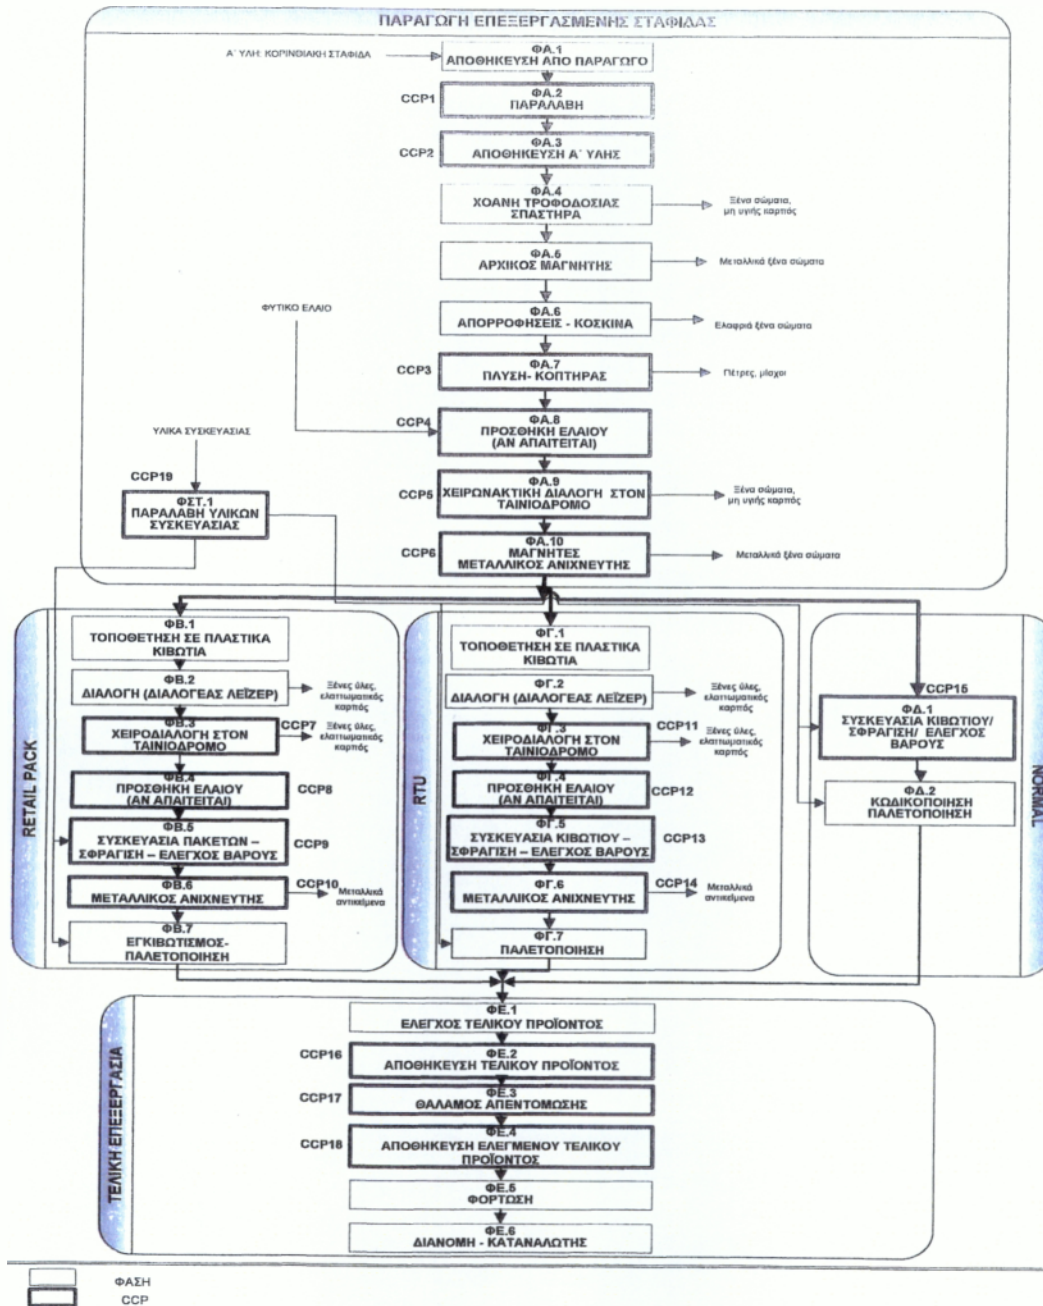 ΠΑΡΑΓΩΓΗ ΕΠΕΞΕΡΓΑΣΜΕΝΗΣ ΣΤΑΦΙΔΑΣ
Α΄ ΥΛΗ: ΚΟΡΙΝΘΙΑΚΗ ΣΤΑΦΙΔΑ
ΦΑ.1
ΑΠΟΘΗΚΕΥΣΗ ΑΠΟ ΠΑΡΑΓΩΓΟ
CCP1
ΦΑ.2
ΠΑΡΑΛΑΒΗ
CCP2
ΦΑ.3
ΑΠΟΘΗΚΕΥΣΗ Α΄ ΥΛΗΣ
ΦΑ.4
ΧΟΑΝΗ ΤΡΟΦΟΔΟΣΙΑΣ
ΣΠΑΣΤΗΡΑ
Ξένα σώματα,
μη υγιής καρπός
ΦΑ.5
ΑΡΧΙΚΟΣ ΜΑΓΝΗΤΗΣ
Μεταλλικά ξένα σώματα
ΦΥΤΙΚΟ ΕΛΑΙΟ
ΦΑ.6
ΑΠΟΡΡΟΦΗΣΕΙΣ - ΚΟΣΚΙΝΑ
Ελαφριά ξένα σώματα
CCP3
ΦΑ.7
ΠΛΥΣΗ- ΚΟΠΤΗΡΑΣ
Πέτρες, μίσχοι
CCP4
ΦΑ.8
ΠΡΟΣΘΗΚΗ ΕΛΑΙΟΥ
(ΑΝ ΑΠΑΙΤΕΙΤΑΙ)
ΥΛΙΚΑ ΣΥΣΚΕΥΑΣΙΑΣ
CCP19
ΦΣΤ.1
ΠΑΡΑΛΑΒΗ ΥΛΙΚΩΝ
ΣΥΣΚΕΥΑΣΙΑΣ
CCP5
ΦΑ.9
ΧΕΙΡΩΝΑΚΤΙΚΗ ΔΙΑΛΟΓΗ ΣΤΟΝ
ΤΑΙΝΙΟΔΡΟΜΟ
Ξένα σώματα,
μη υγιής καρπός
CCP6
ΦΑ.10
ΜΑΓΝΗΤΕΣ
ΜΕΤΑΛΛΙΚΟΣ ΑΝΙΧΝΕΥΤΗΣ
Μεταλλικά ξένα σώματα
RETAIL PACK
ΦΒ.1
ΤΟΠΟΘΕΤΗΣΗ ΣΕ ΠΛΑΣΤΙΚΑ
ΚΙΒΩΤΙΑ
ΦΒ.2
ΔΙΑΛΟΓΗ (ΔΙΑΛΟΓΕΑΣ ΛΕΪΖΕΡ)
Ξένες ύλες,
ελαττωματικός
καρπός
ΦΒ.3
ΧΕΙΡΟΔΙΑΛΟΓΗ ΣΤΟΝ
ΤΑΙΝΙΟΔΡΟΜΟ
CCP7
Ξένες ύλες,
ελαττωματικός
καρπός
ΦΒ.4
ΠΡΟΣΘΗΚΗ ΕΛΑΙΟΥ
(ΑΝ ΑΠΑΙΤΕΙΤΑΙ)
CCP8
ΦΒ.5
ΣΥΣΚΕΥΑΣΙΑ ΠΑΚΕΤΩΝ –
ΣΦΡΑΓΙΣΗ – ΕΛΕΓΧΟΣ ΒΑΡΟΥΣ
CCP9
ΦΒ.6
ΜΕΤΑΛΛΙΚΟΣ ΑΝΙΧΝΕΥΤΗΣ
CCP10
Μεταλλικά
αντικείμενα
ΦΒ.7
ΕΓΚΙΒΩΤΙΣΜΟΣ-
ΠΑΛΕΤΟΠΟΙΗΣΗ
RTU
ΦΓ.1
ΤΟΠΟΘΕΤΗΣΗ ΣΕ ΠΛΑΣΤΙΚΑ
ΚΙΒΩΤΙΑ
ΦΓ.2
ΔΙΑΛΟΓΗ (ΔΙΑΛΟΓΕΑΣ ΛΕΪΖΕΡ)
Ξένες ύλες,
ελαττωματικός
καρπός
ΦΓ.3
ΧΕΙΡΟΔΙΑΛΟΓΗ ΣΤΟΝ
ΤΑΙΝΙΟΔΡΟΜΟ
CCP11
Ξένες ύλες,
ελαττωματικός
καρπός
ΦΓ.4
ΠΡΟΣΘΗΚΗ ΕΛΑΙΟΥ
(ΑΝ ΑΠΑΙΤΕΙΤΑΙ)
CCP12
ΦΓ.5
ΣΥΣΚΕΥΑΣΙΑ ΚΙΒΩΤΙΟΥ –
ΣΦΡΑΓΙΣΗ – ΕΛΕΓΧΟΣ ΒΑΡΟΥΣ
CCP13
ΦΓ.6
ΜΕΤΑΛΛΙΚΟΣ ΑΝΙΧΝΕΥΤΗΣ
CCP14
Μεταλλικά
αντικείμενα
ΦΓ.7
ΠΑΛΕΤΟΠΟΙΗΣΗ
NORMAL
CCP15
ΦΔ.1
ΣΥΣΚΕΥΑΣΙΑ ΚΙΒΩΤΙΟΥ/
ΣΦΡΑΓΙΣΗ/ ΕΛΕΓΧΟΣ
ΒΑΡΟΥΣ
ΦΔ.2
ΚΩΔΙΚΟΠΟΙΗΣΗ
ΠΑΛΕΤΟΠΟΙΗΣΗ
ΤΕΛΙΚΗ ΕΠΕΞΕΡΓΑΣΙΑ
ΦΕ.1
ΕΛΕΓΧΟΣ ΤΕΛΙΚΟΥ ΠΡΟΪΟΝΤΟΣ
CCP16
ΦΕ.2
ΑΠΟΘΗΚΕΥΣΗ ΤΕΛΙΚΟΥ ΠΡΟΪΟΝΤΟΣ
CCP17
ΦΕ.3
ΘΑΛΑΜΟΣ ΑΠΕΝΤΟΜΩΣΗΣ
CCP18
ΦΕ.4
ΑΠΟΘΗΚΕΥΣΗ ΕΛΕΓΜΕΝΟΥ ΤΕΛΙΚΟΥ
ΠΡΟΪΟΝΤΟΣ
ΦΕ.5
ΦΟΡΤΩΣΗ
ΦΕ.6
ΔΙΑΝΟΜΗ - ΚΑΤΑΝΑΛΩΤΗΣ
ΦΑΣΗ
CCP